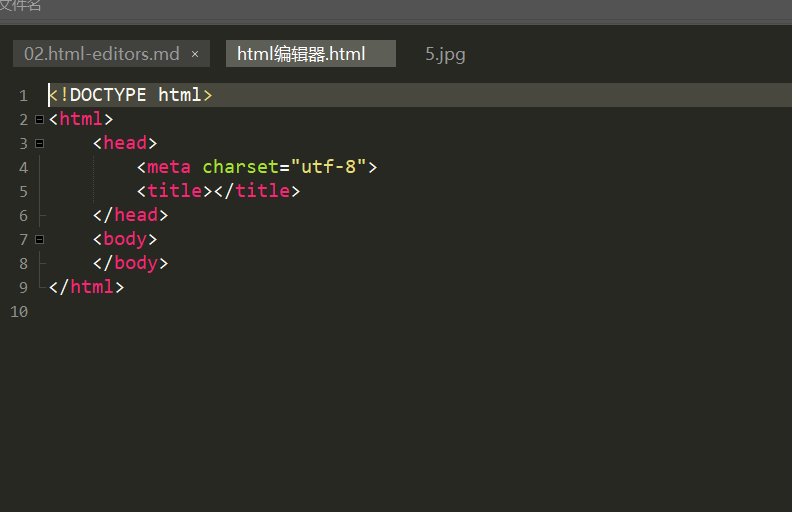 文件名
02.html-editors.md × html编辑器.html 5.jpg
1 <!DOCTYPE html>
2 <html>
3     <head>
4         <meta charset="utf-8">
5         <title></title>
6     </head>
7     <body>
8     </body>
9 </html>
10